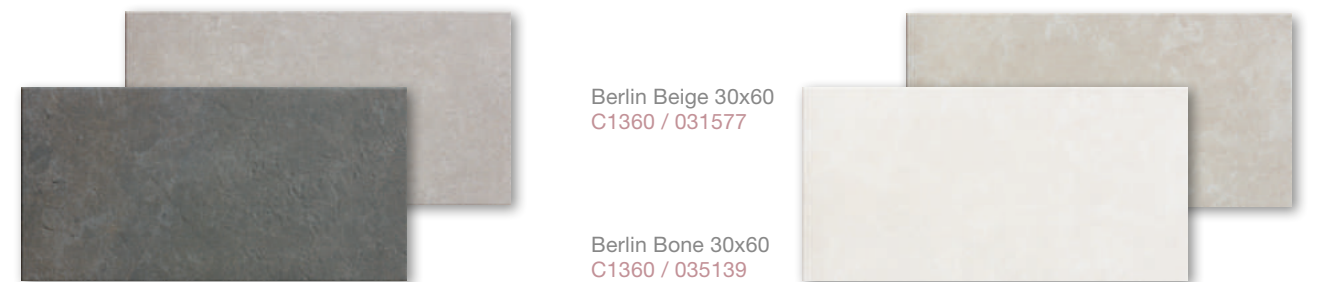 Berlin Beige 30x60
C1360 / 031577
Berlin Bone 30x60
C1360 / 035139